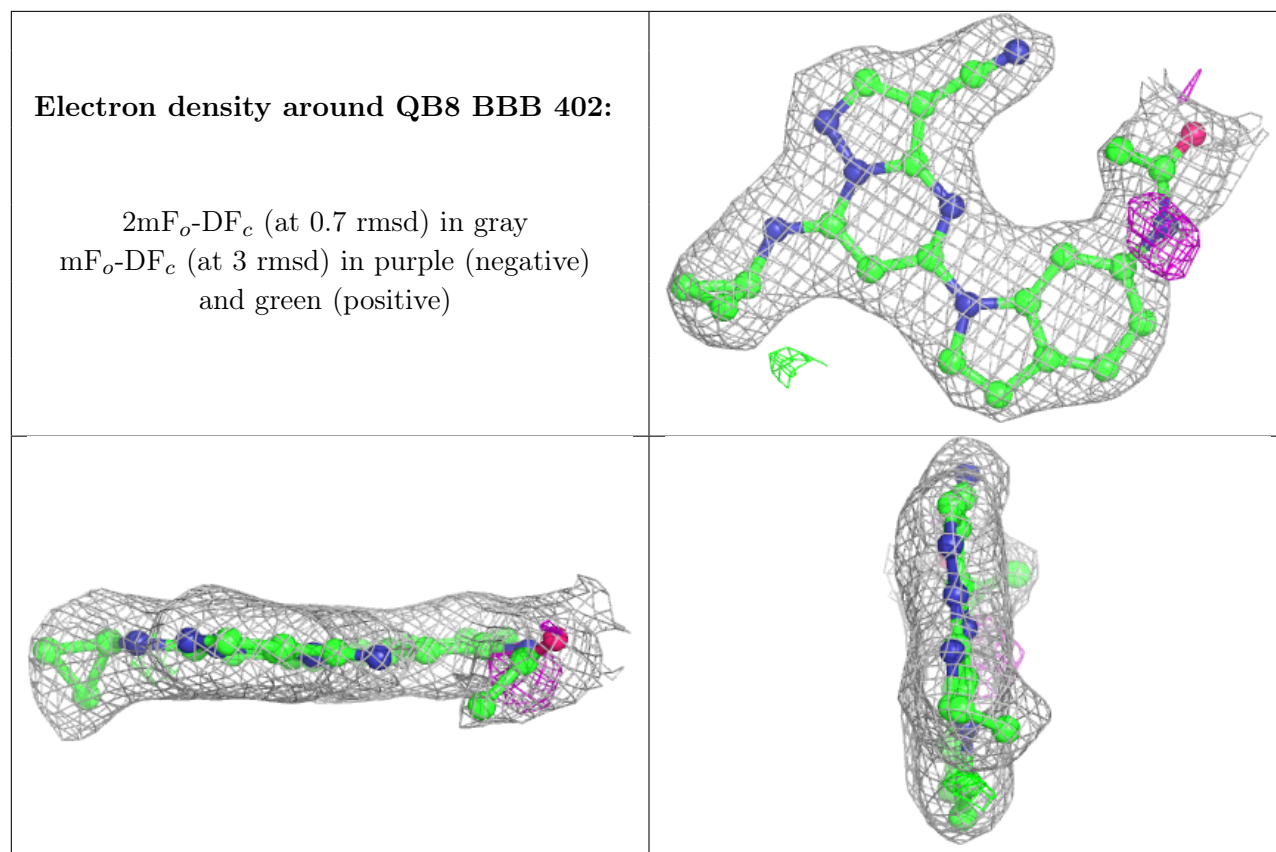 Electron density around QB8 BBB 402:
2mFₒ-DF𝒸 (at 0.7 rmsd) in gray
mFₒ-DF𝒸 (at 3 rmsd) in purple (negative)
and green (positive)